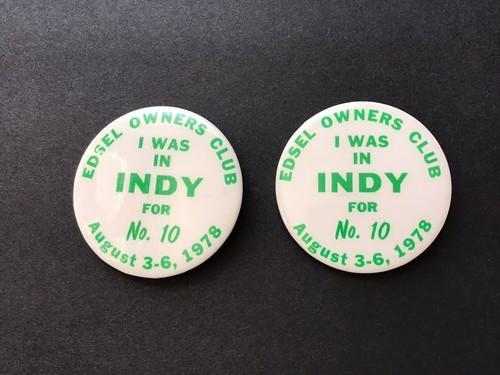 EDSEL OWNERS CLUB
I WAS
IN
INDY
FOR
No. 10
August 3-6, 1978
EDSEL OWNERS CLUB
I WAS
IN
INDY
FOR
No. 10
August 3-6, 1978